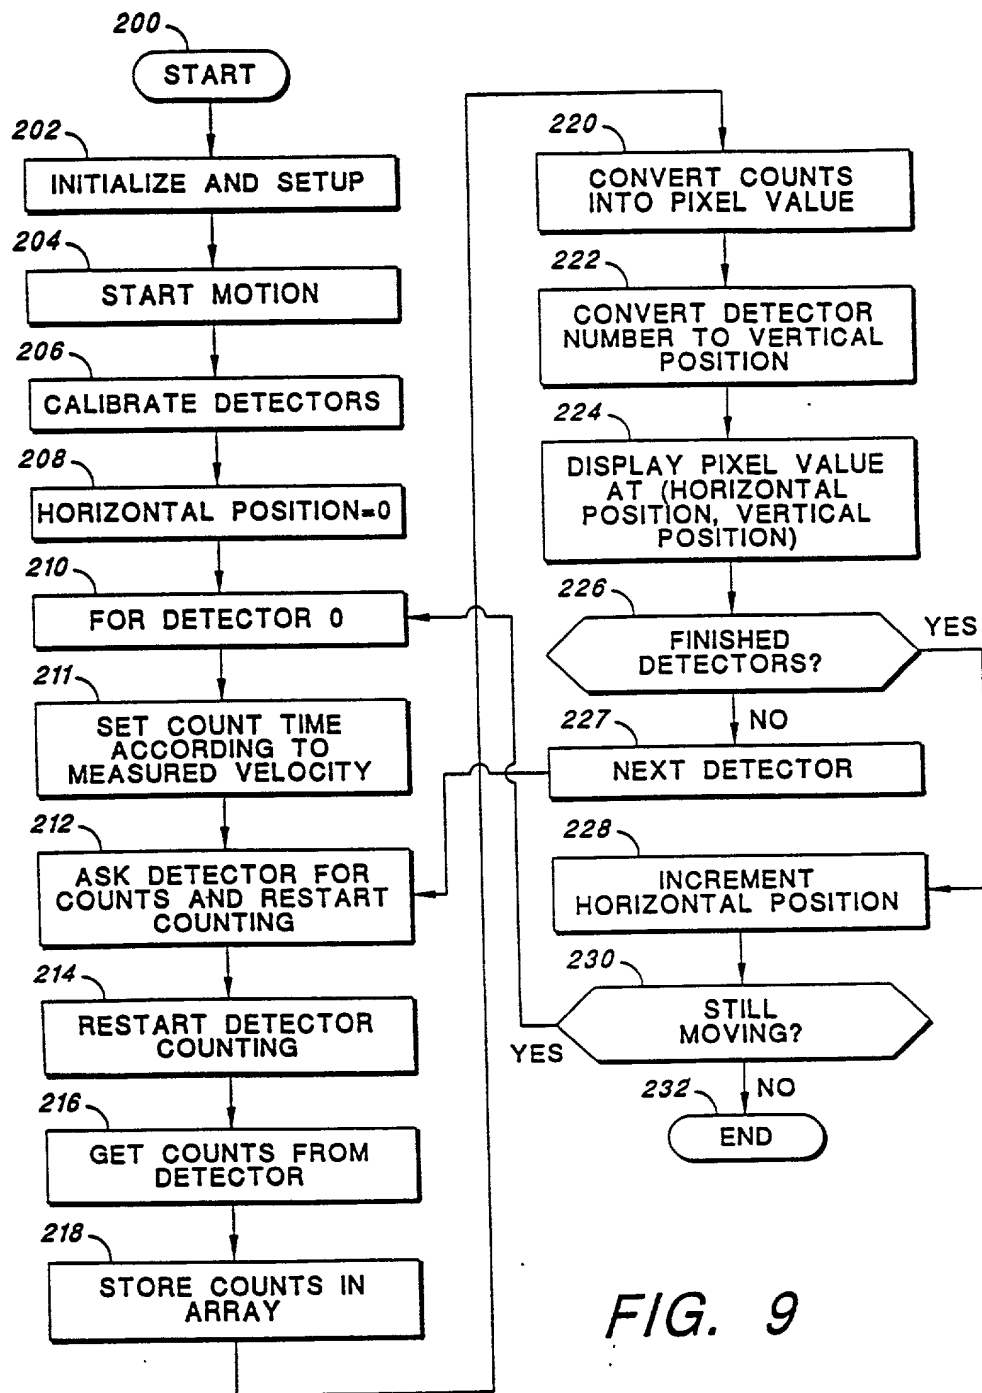 200
START
202
INITIALIZE AND SETUP
204
START MOTION
206
CALIBRATE DETECTORS
208
HORIZONTAL POSITION=0
210
FOR DETECTOR 0
211
SET COUNT TIME
ACCORDING TO
MEASURED VELOCITY
212
ASK DETECTOR FOR
COUNTS AND RESTART
COUNTING
214
RESTART DETECTOR
COUNTING
216
GET COUNTS FROM
DETECTOR
218
STORE COUNTS IN
ARRAY
220
CONVERT COUNTS
INTO PIXEL VALUE
222
CONVERT DETECTOR
NUMBER TO VERTICAL
POSITION
224
DISPLAY PIXEL VALUE
AT (HORIZONTAL
POSITION, VERTICAL
POSITION)
226
FINISHED
DETECTORS?
YES
NO
227
NEXT DETECTOR
228
INCREMENT
HORIZONTAL POSITION
230
STILL
MOVING?
YES
NO
232
END
FIG. 9